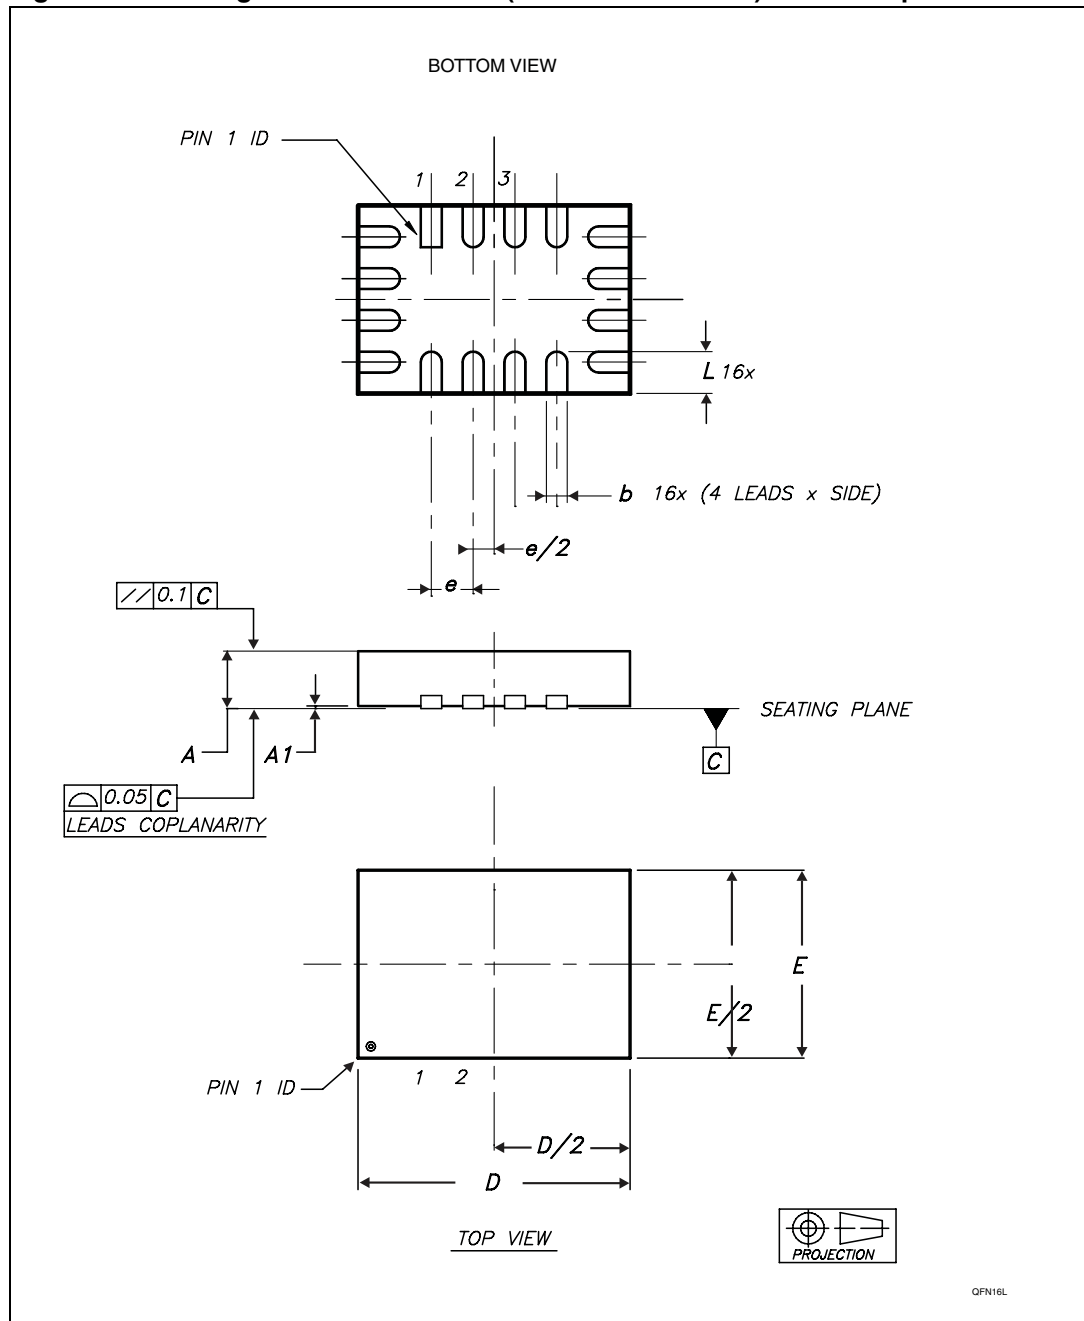 BOTTOM VIEW
PIN 1 ID
1 2 3
L 16x
b 16x (4 LEADS x SIDE)
e/2
e
// 0.1 C
SEATING PLANE
A A1
C
0.05 C
LEADS COPLANARITY
E
E/2
PIN 1 ID
1 2
D/2
D
TOP VIEW
PROJECTION
QFN16L